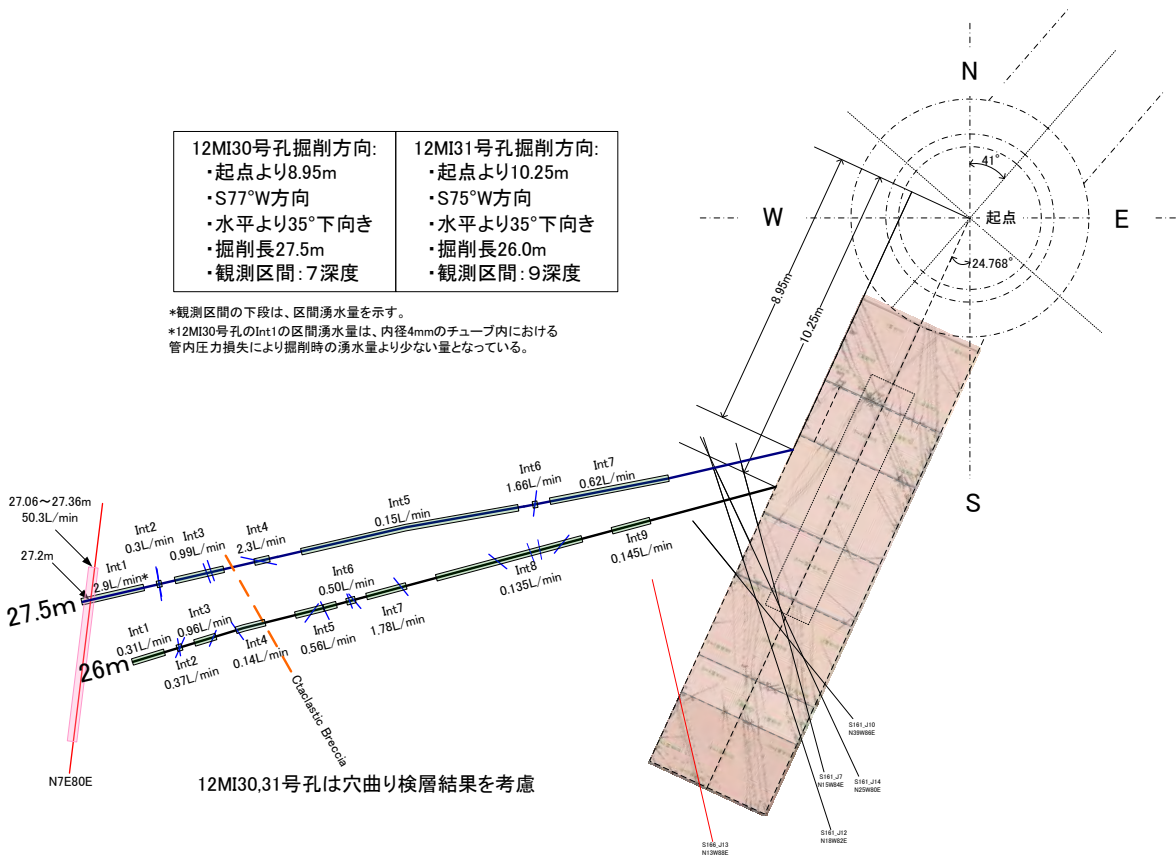 N
41°
W
起点
E
24.768°
S
12MI30号孔掘削方向:
・起点より8.95m
・S77°W方向
・水平より35°下向き
・掘削長27.5m
・観測区間:7深度
12MI31号孔掘削方向:
・起点より10.25m
・S75°W方向
・水平より35°下向き
・掘削長26.0m
・観測区間:9深度
*観測区間の下段は、区間湧水量を示す。
*12MI30号孔のInt1の区間湧水量は、内径4mmのチューブ内における
管内圧力損失により掘削時の湧水量より少ない量となっている。
8.95m
10.25m
27.06～27.36m
50.3L/min
27.2m
Int1
2.9L/min*
Int2
0.3L/min
Int3
0.99L/min
Int4
2.3L/min
Int5
0.15L/min
Int6
1.66L/min
Int7
0.62L/min
27.5m
26m
Int1
0.31L/min
Int2
0.37L/min
Int3
0.96L/min
Int4
0.14L/min
Int5
0.56L/min
Int6
0.50L/min
Int7
1.78L/min
Int8
0.135L/min
Int9
0.145L/min
Ctaclastic Breccia
N7E80E
12MI30,31号孔は穴曲り検層結果を考慮
S161_J10
N39W86E
S161_J7
N15W84E
S161_J14
N25W80E
S161_J12
N18W82E
S166_J13
N13W88E